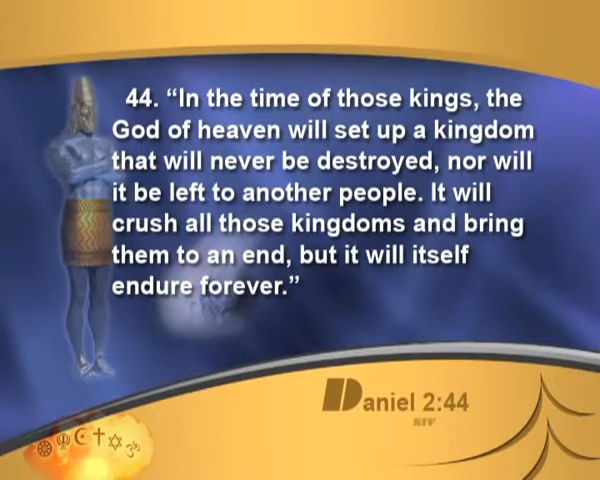 44. “In the time of those kings, the
God of heaven will set up a kingdom
that will never be destroyed, nor will
it be left to another people. It will
crush all those kingdoms and bring
them to an end, but it will itself
endure forever.”
Daniel 2:44
NIV